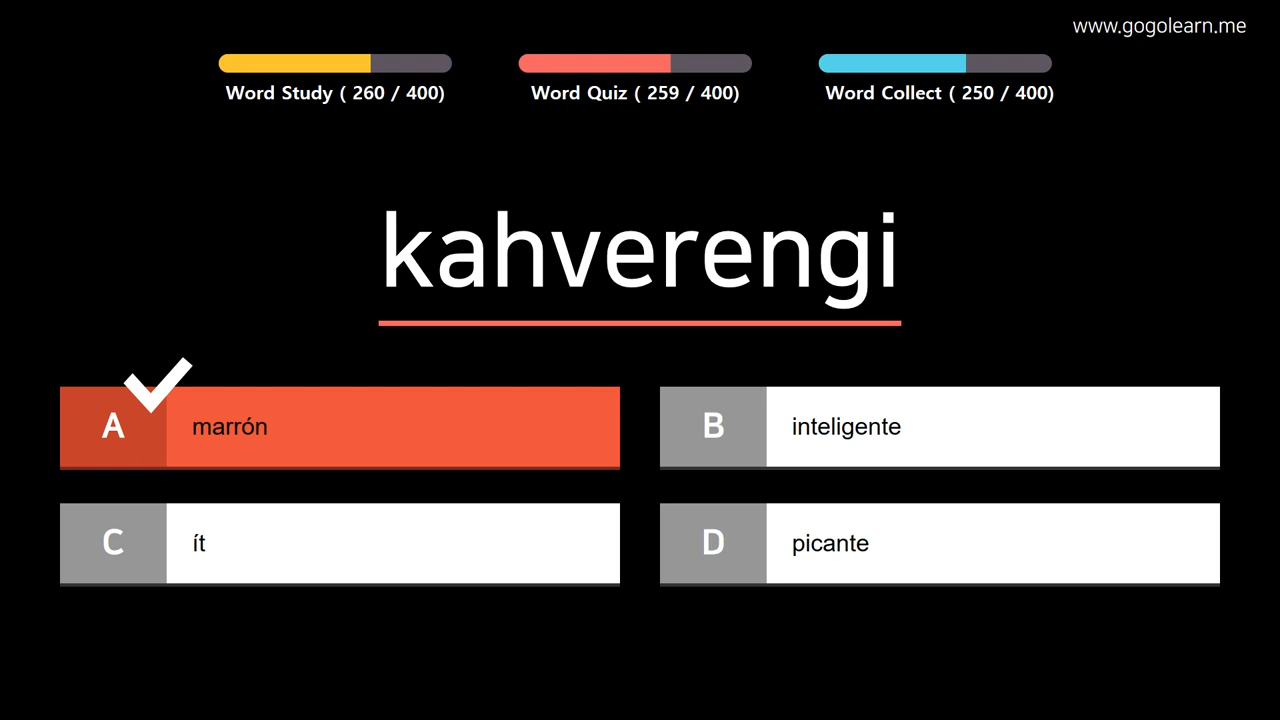 www.gogolearn.me
Word Study ( 260 / 400)
Word Quiz ( 259 / 400)
Word Collect ( 250 / 400)
kahverengi
A marrón
B inteligente
C ít
D picante